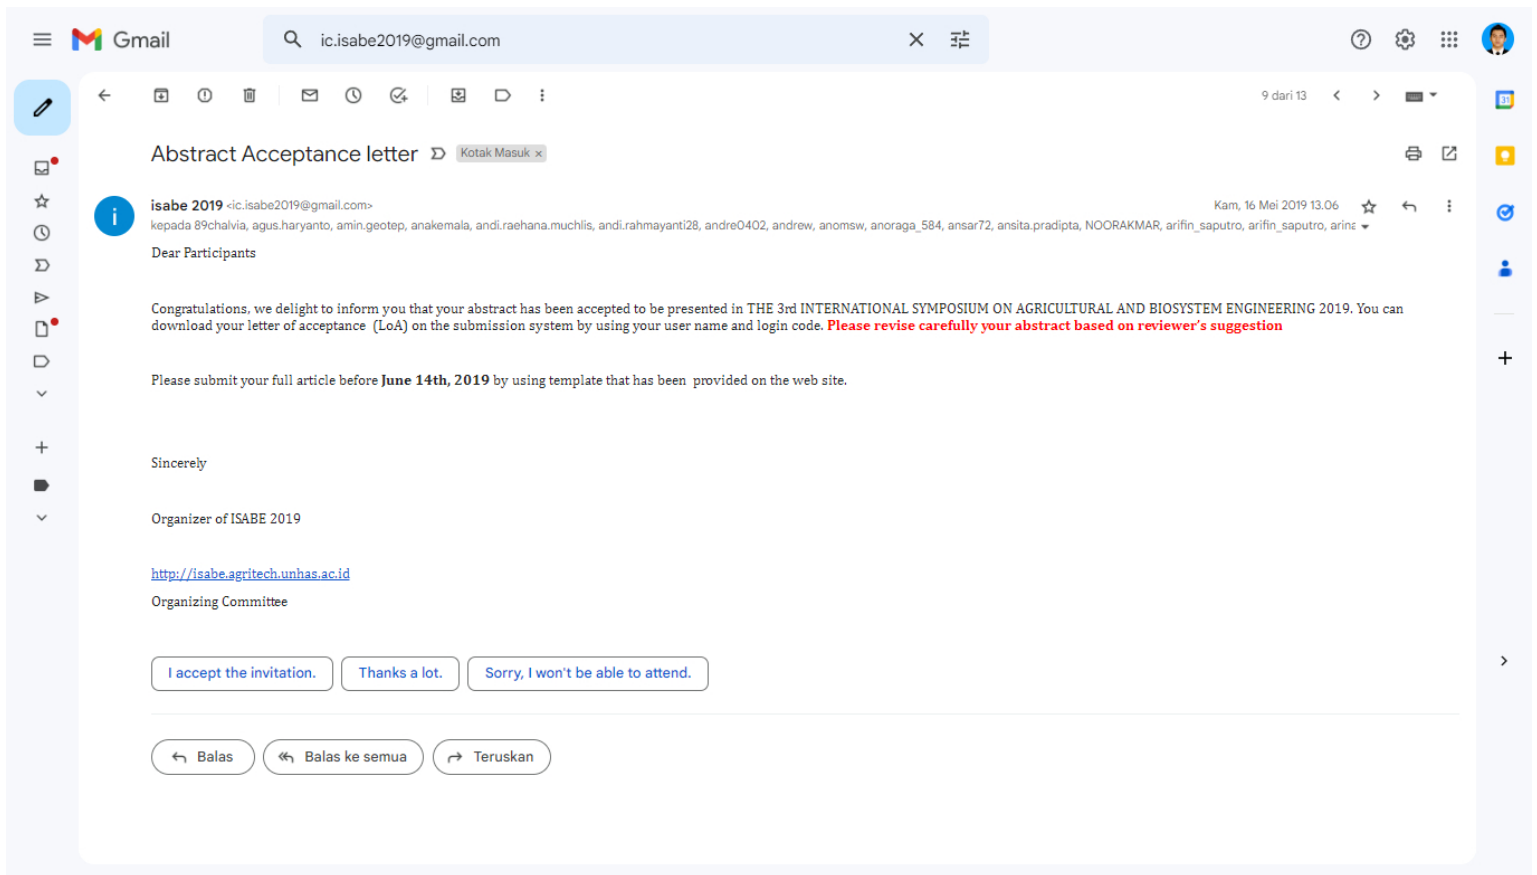 Gmail
ic.isabe2019@gmail.com
9 dari 13
31
Abstract Acceptance letter
Kotak Masuk ×
i
isabe 2019 <ic.isabe2019@gmail.com>
Kam, 16 Mei 2019 13.06
kepada 89chalvia, agus.haryanto, amin.geotep, anakemala, andi.raehana.muchlis, andi.rahmayanti28, andre0402, andrew, anomsw, anoraga_584, ansar72, ansita.pradipta, NOORAKMAR, arifin_saputro, arifin_saputro, arina
Dear Participants
Congratulations, we delight to inform you that your abstract has been accepted to be presented in THE 3rd INTERNATIONAL SYMPOSIUM ON AGRICULTURAL AND BIOSYSTEM ENGINEERING 2019. You can
download your letter of acceptance (LoA) on the submission system by using your user name and login code. Please revise carefully your abstract based on reviewer's suggestion
Please submit your full article before June 14th, 2019 by using template that has been provided on the web site.
Sincerely
Organizer of ISABE 2019
http://isabe.agritech.unhas.ac.id
Organizing Committee
I accept the invitation.
Thanks a lot.
Sorry, I won't be able to attend.
Balas
Balas ke semua
Teruskan